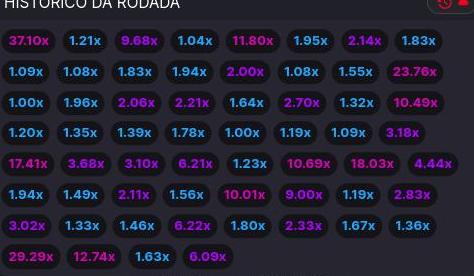 HISTÓRICO DA RODADA
37.10x 1.21x 9.68x 1.04x 11.80x 1.95x 2.14x 1.83x
1.09x 1.08x 1.83x 1.94x 2.00x 1.08x 1.55x 23.76x
1.00x 1.96x 2.06x 2.21x 1.64x 2.70x 1.32x 10.49x
1.20x 1.35x 1.39x 1.78x 1.00x 1.19x 1.09x 3.18x
17.41x 3.68x 3.10x 6.21x 1.23x 10.69x 18.03x 4.44x
1.94x 1.49x 2.11x 1.56x 10.01x 9.00x 1.19x 2.83x
3.02x 1.33x 1.46x 6.22x 1.80x 2.33x 1.67x 1.36x
29.29x 12.74x 1.63x 6.09x